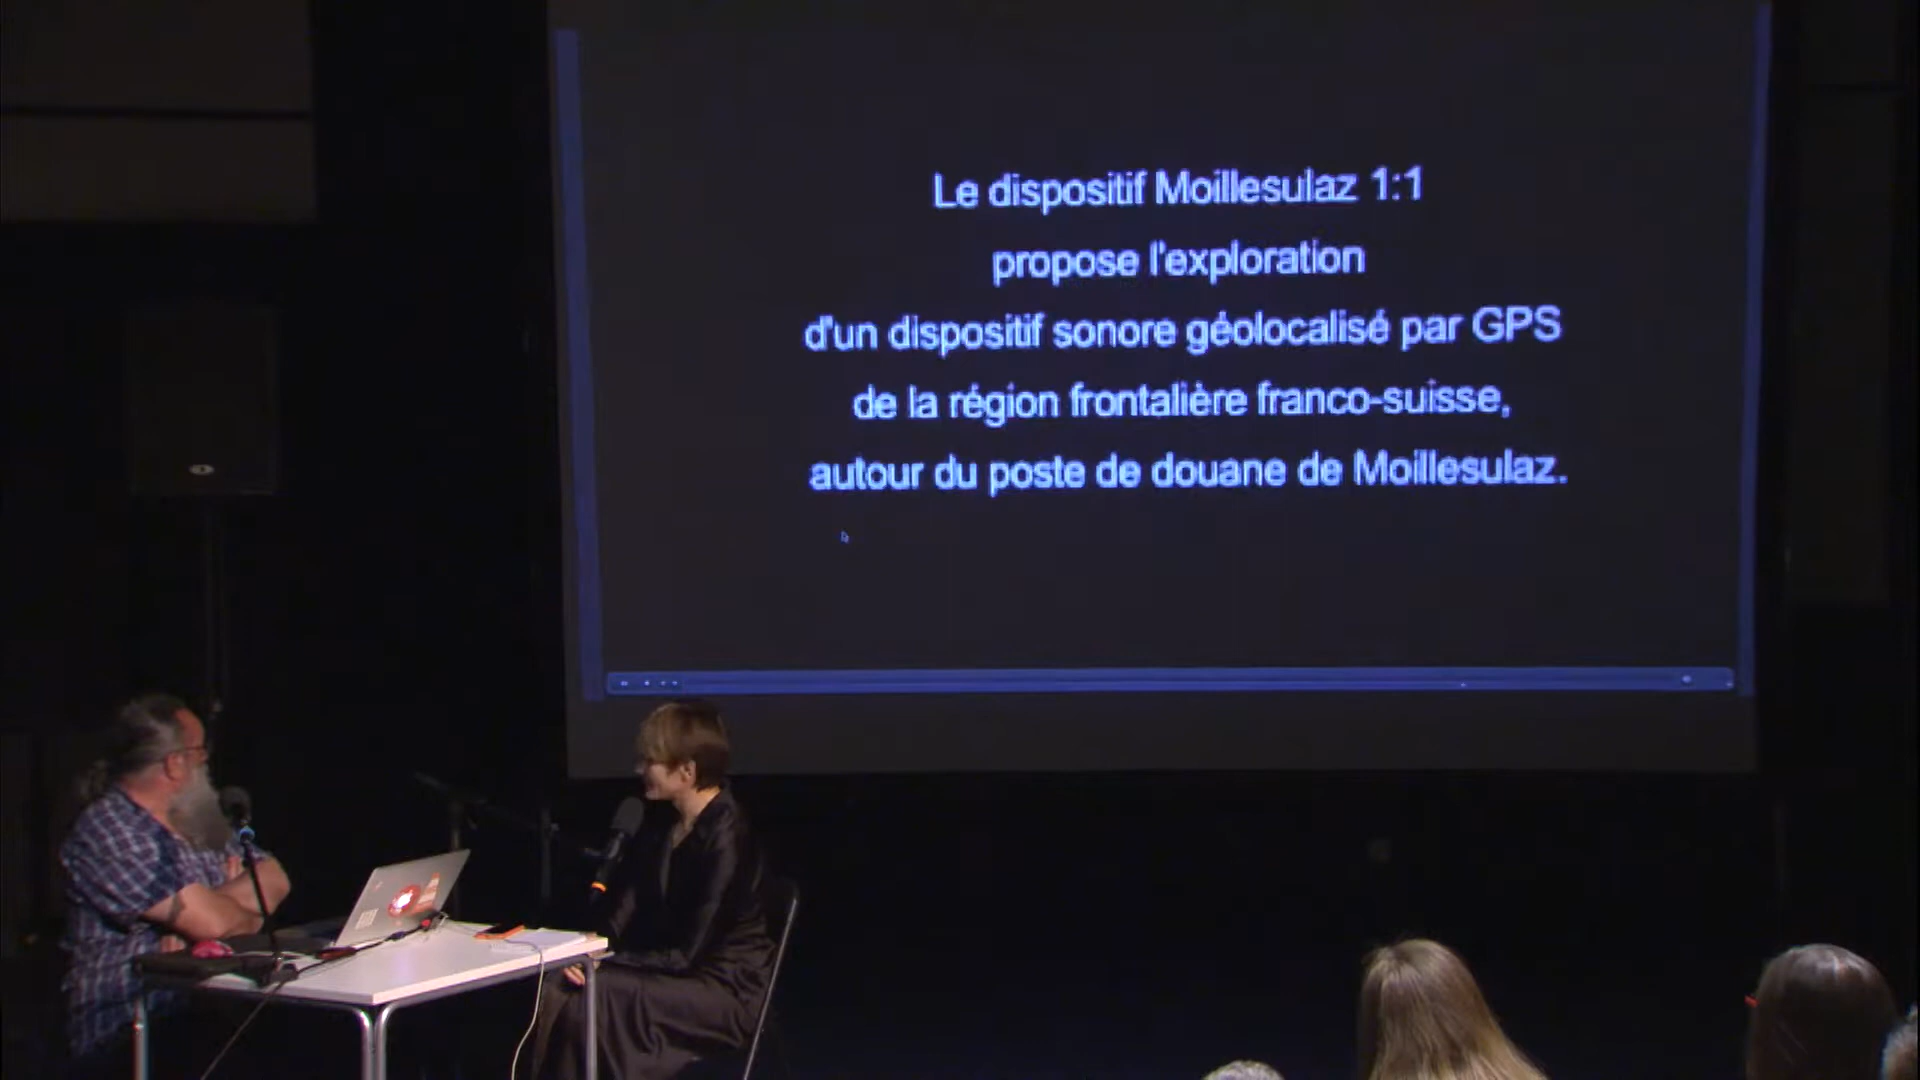 Le dispositif Moillesulaz 1:1
propose l'exploration
d'un dispositif sonore géolocalisé par GPS
de la région frontalière franco-suisse,
autour du poste de douane de Moillesulaz.